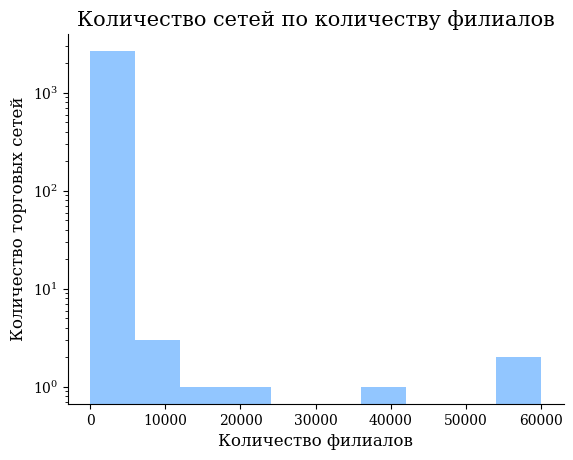 Количество сетей по количеству филиалов
Количество торговых сетей
10³
10²
10¹
10⁰
0 10000 20000 30000 40000 50000 60000
Количество филиалов